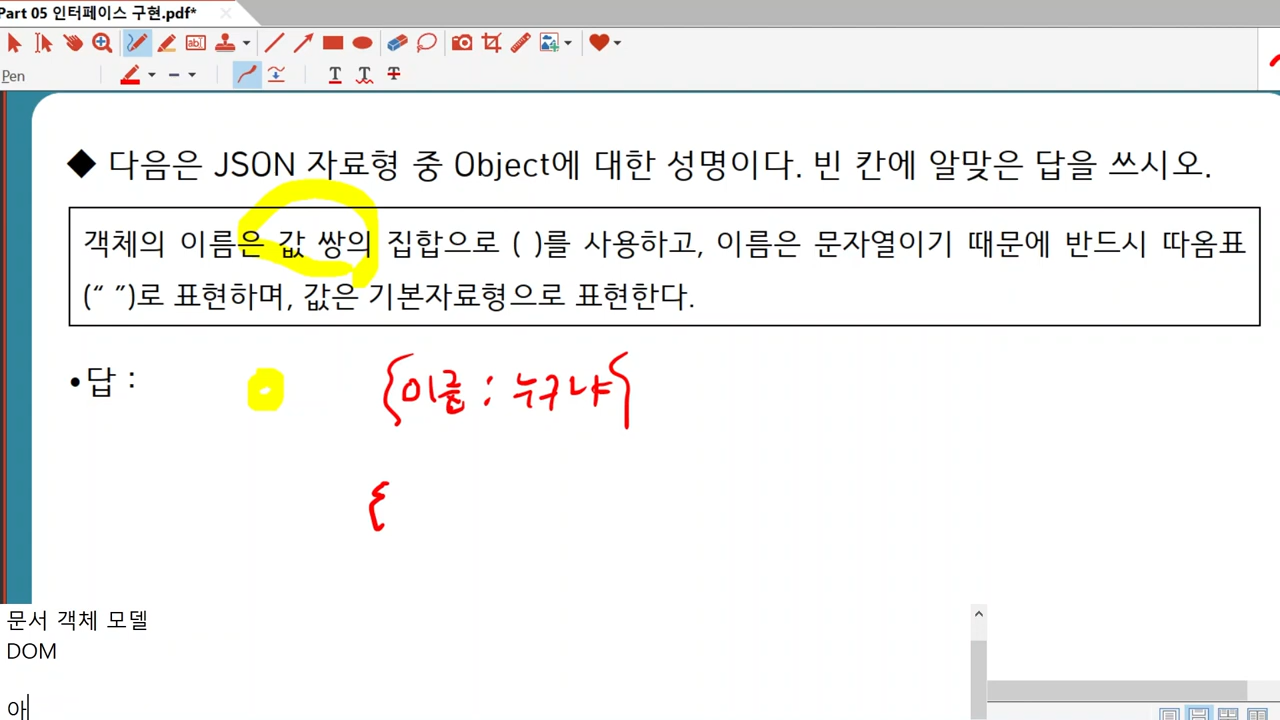 Part 05 인터페이스 구현.pdf*
Pen
◆ 다음은 JSON 자료형 중 Object에 대한 성명이다. 빈 칸에 알맞은 답을 쓰시오.
객체의 이름은 값 쌍의 집합으로 ( )를 사용하고, 이름은 문자열이기 때문에 반드시 따옴표
(“ ”)로 표현하며, 값은 기본자료형으로 표현한다.
•답 :
{이름 : 누구냐}
{
문서 객체 모델
DOM
애